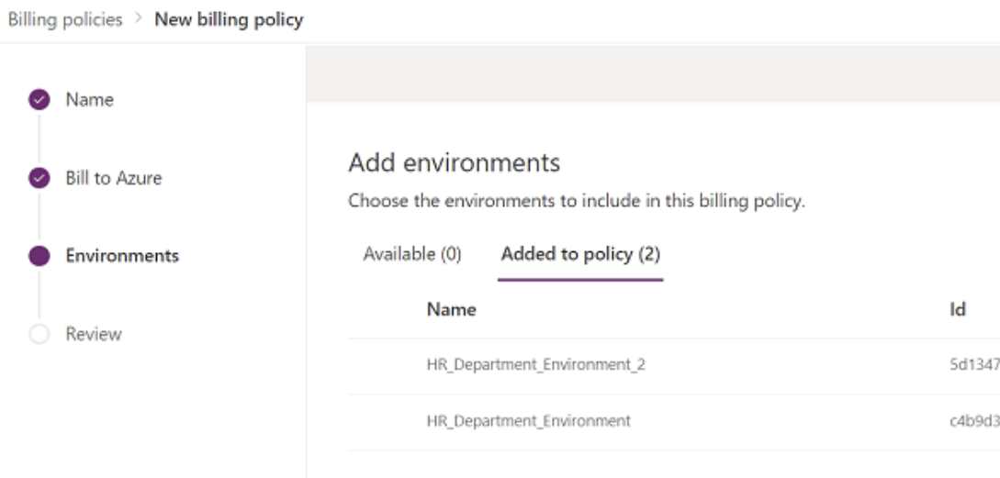 Billing policies > New billing policy
Name
Bill to Azure
Environments
Review
Add environments
Choose the environments to include in this billing policy.
Available (0) Added to policy (2)
Name Id
HR_Department_Environment_2 5d1347
HR_Department_Environment c4b9d3